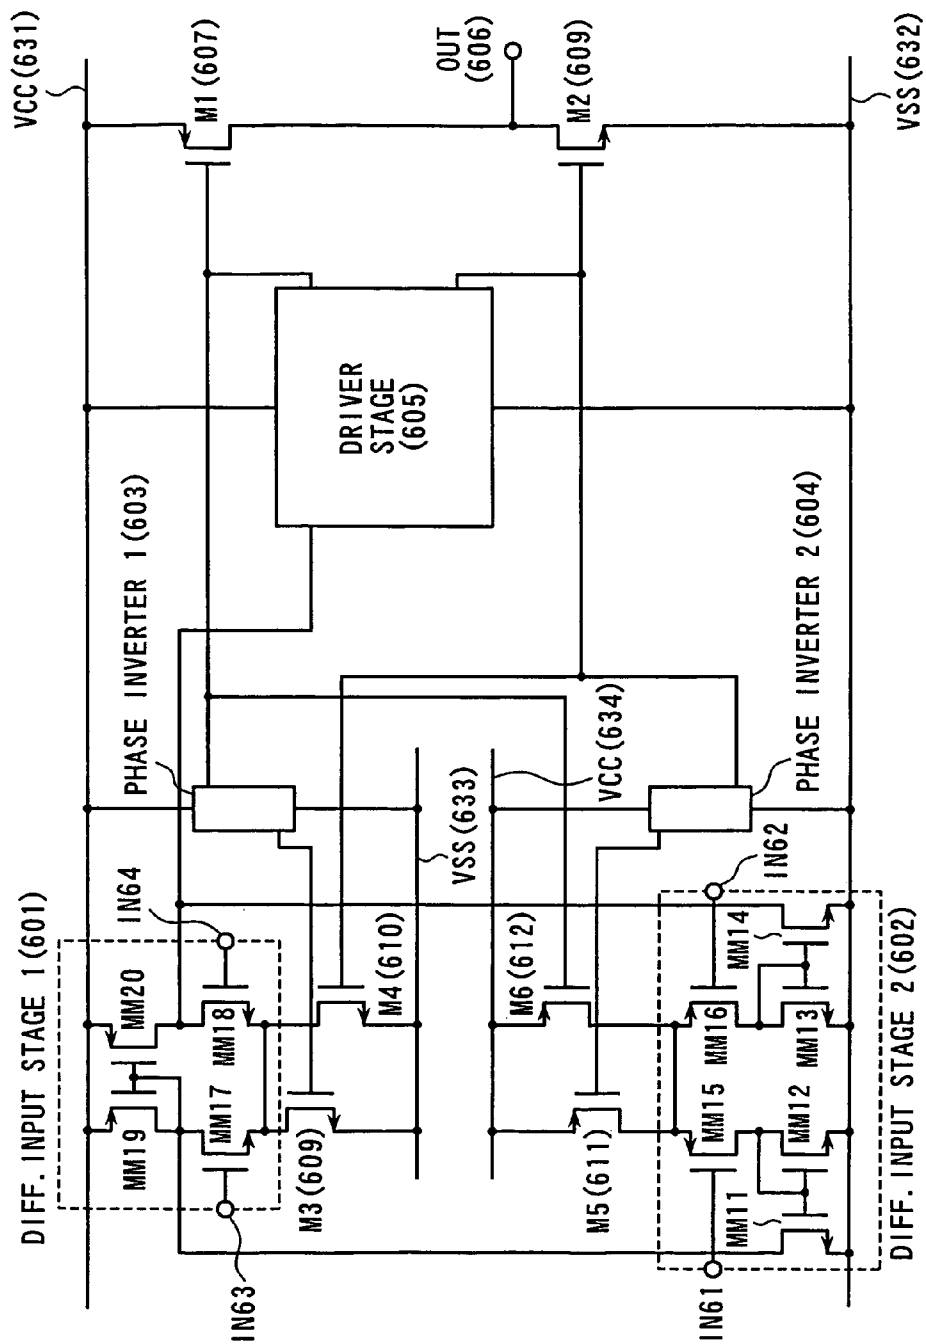 VCC(631)
M1(607)
OUT
(606)
M2(609)
VSS(632)
DRIVER
STAGE
(605)
PHASE INVERTER 1(603)
VSS(633)
VCC(634)
PHASE INVERTER 2(604)
DIFF. INPUT STAGE 1(601)
IN64
MM20
MM18
MM19
MM17
M4(610)
M3(609)
IN63
M6(612)
M5(611)
IN62
MM14
MM16
MM13
MM15
MM12
MM11
IN61
DIFF. INPUT STAGE 2(602)